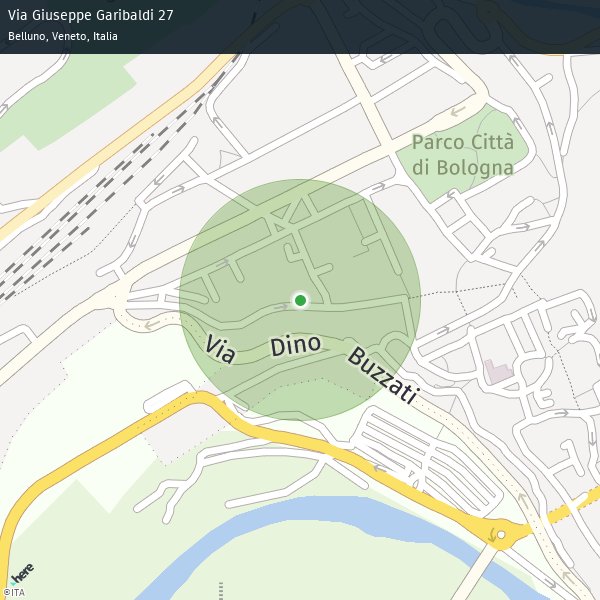 Via Giuseppe Garibaldi 27
Belluno, Veneto, Italia
Parco Città
di Bologna
Via Dino Buzzati
here
©ITA